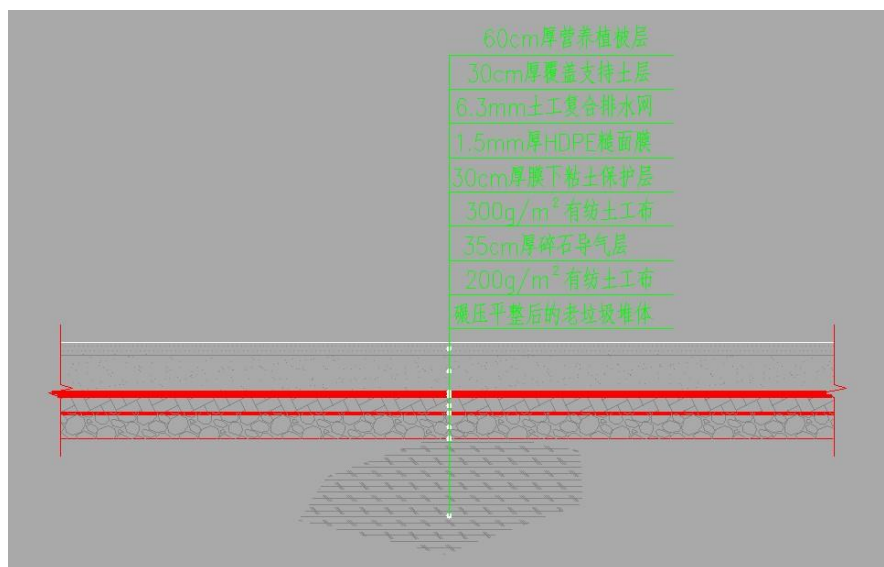 60cm厚营养植被层
30cm厚覆盖支持土层
6.3mm土工复合排水网
1.5mm厚HDPE糙面膜
30cm厚膜下粘土保护层
300g/m²有纺土工布
35cm厚碎石导气层
200g/m²有纺土工布
碾压平整后的老垃圾堆体